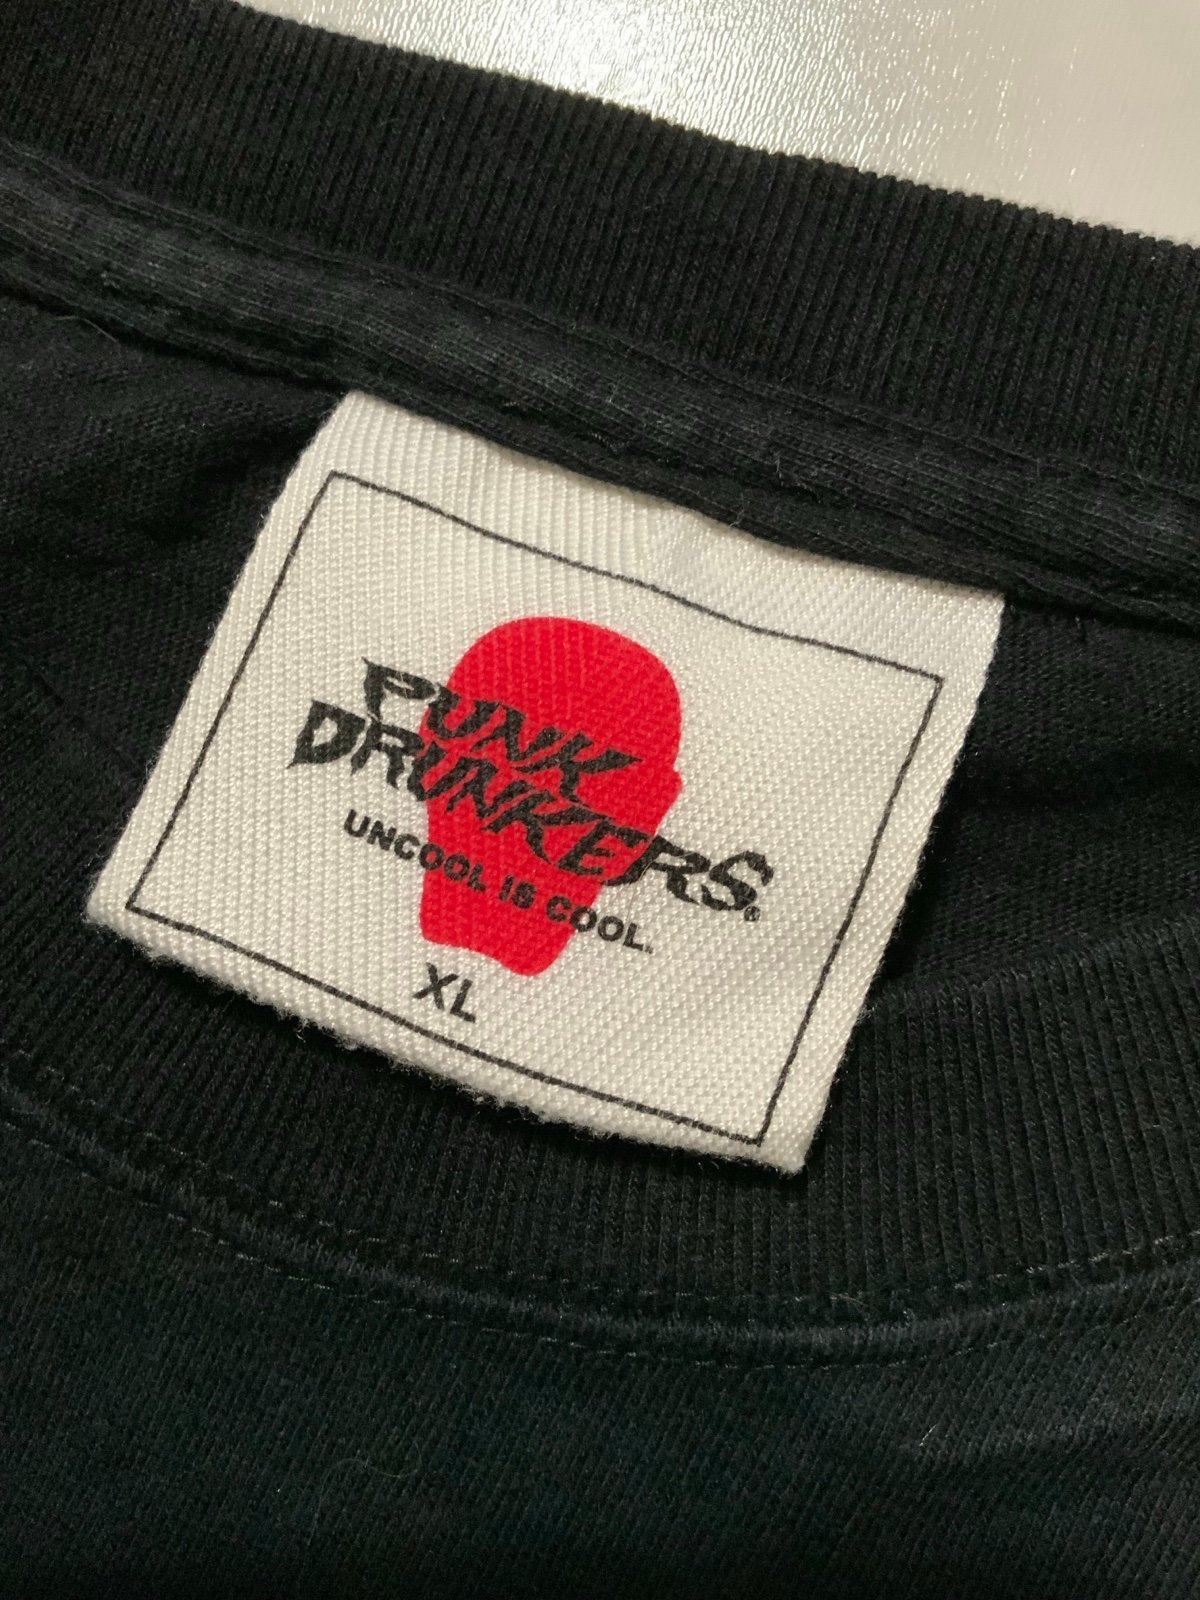 PUNK
DRUNKERS®
UNCOOL IS COOL.
XL